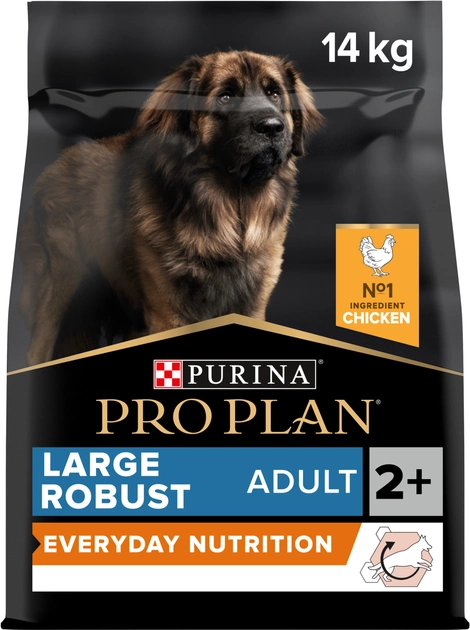 14 kg
Nº1
INGREDIENT
CHICKEN
PURINA®
PRO PLAN®
LARGE
ROBUST
ADULT
2+
EVERYDAY NUTRITION